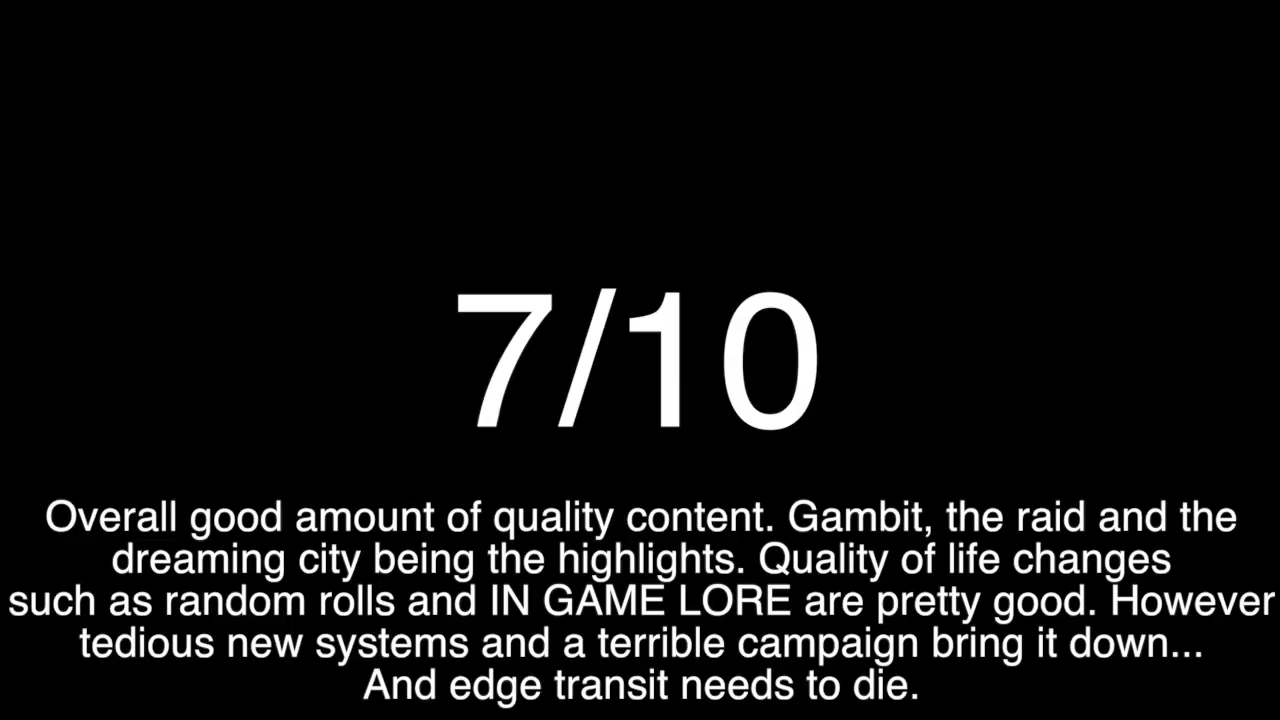 7/10
Overall good amount of quality content. Gambit, the raid and the
dreaming city being the highlights. Quality of life changes
such as random rolls and IN GAME LORE are pretty good. However
tedious new systems and a terrible campaign bring it down...
And edge transit needs to die.